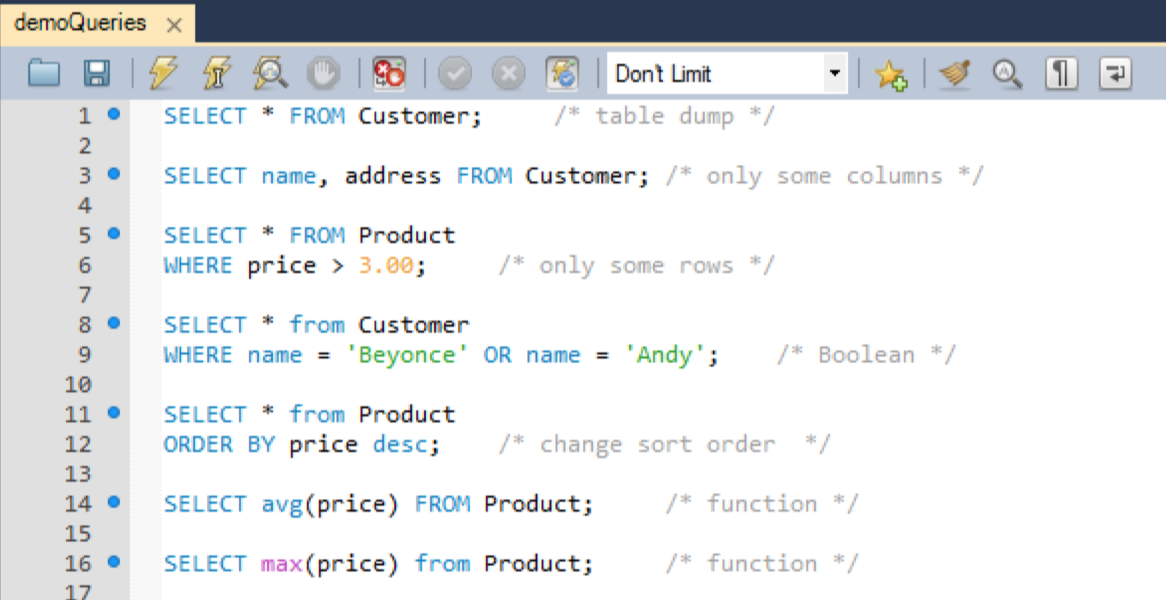 demoQueries ×
Don't Limit
1 SELECT * FROM Customer; /* table dump */
2
3 SELECT name, address FROM Customer; /* only some columns */
4
5 SELECT * FROM Product
6 WHERE price > 3.00; /* only some rows */
7
8 SELECT * from Customer
9 WHERE name = 'Beyonce' OR name = 'Andy'; /* Boolean */
10
11 SELECT * from Product
12 ORDER BY price desc; /* change sort order */
13
14 SELECT avg(price) FROM Product; /* function */
15
16 SELECT max(price) from Product; /* function */
17